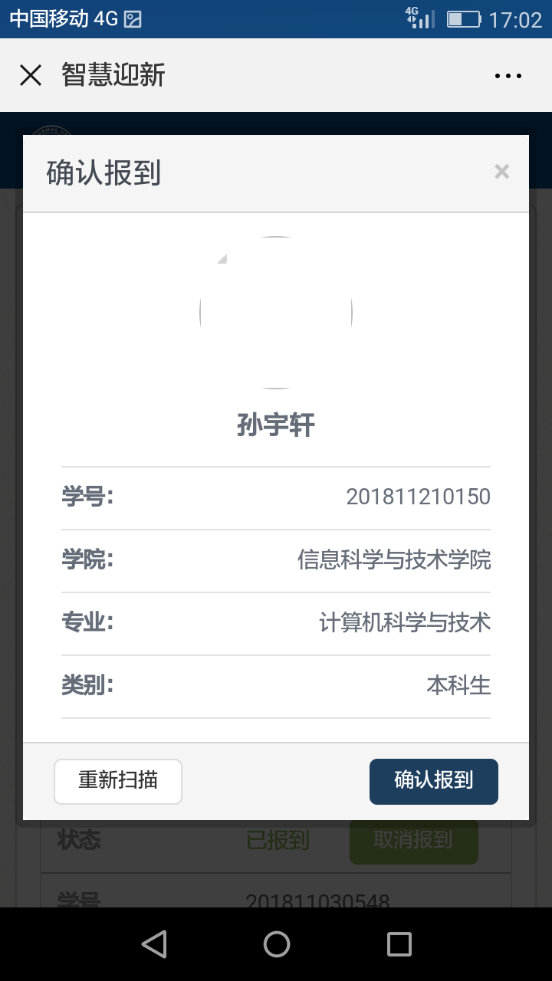 中国移动 4G 4G 17:02
智慧迎新
确认报到 ×
孙宇轩
学号: 201811210150
学院: 信息科学与技术学院
专业: 计算机科学与技术
类别: 本科生
重新扫描 确认报到
状态 已报到 取消报到
学号 201811030548